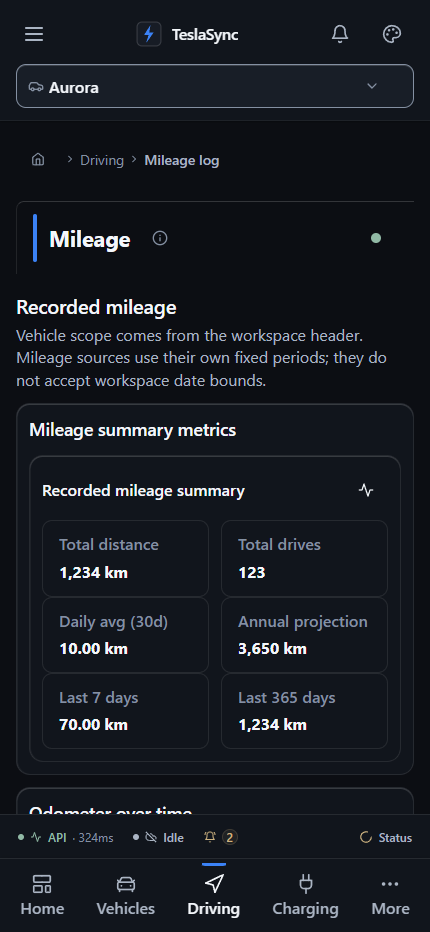 TeslaSync
Aurora
Driving
Mileage log
Mileage
Recorded mileage
Vehicle scope comes from the workspace header.
Mileage sources use their own fixed periods; they do
not accept workspace date bounds.
Mileage summary metrics
Recorded mileage summary
Total distance
1,234 km
Total drives
123
Daily avg (30d)
10.00 km
Annual projection
3,650 km
Last 7 days
70.00 km
Last 365 days
1,234 km
Odometer over time
API · 324ms
Idle
2
Status
Home
Vehicles
Driving
Charging
More